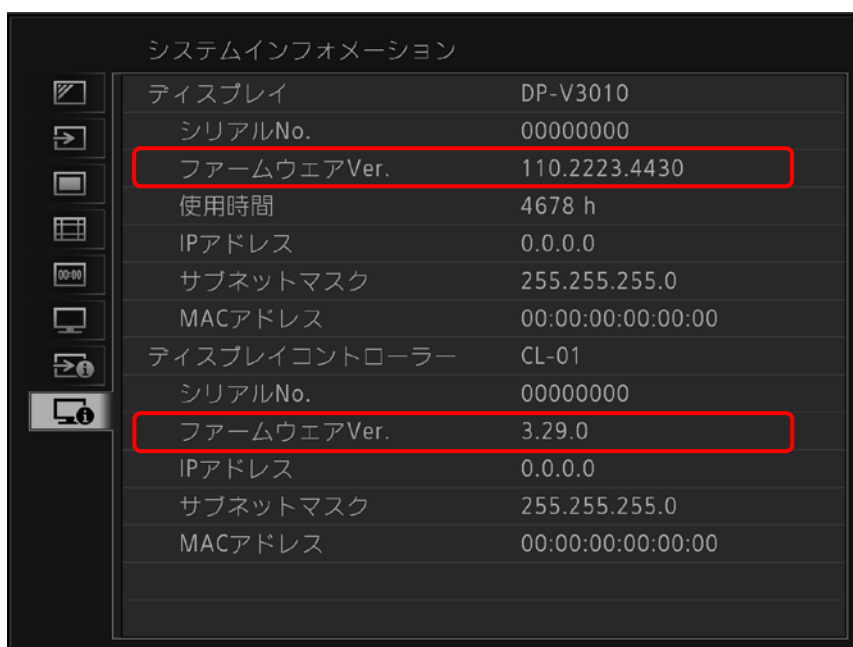 システムインフォメーション
ディスプレイ DP-V3010
シリアルNo. 00000000
ファームウエアVer. 110.2223.4430
使用時間 4678 h
IPアドレス 0.0.0.0
00:00
サブネットマスク 255.255.255.0
MACアドレス 00:00:00:00:00:00
ディスプレイコントローラー CL-01
シリアルNo. 00000000
ファームウエアVer. 3.29.0
IPアドレス 0.0.0.0
サブネットマスク 255.255.255.0
MACアドレス 00:00:00:00:00:00